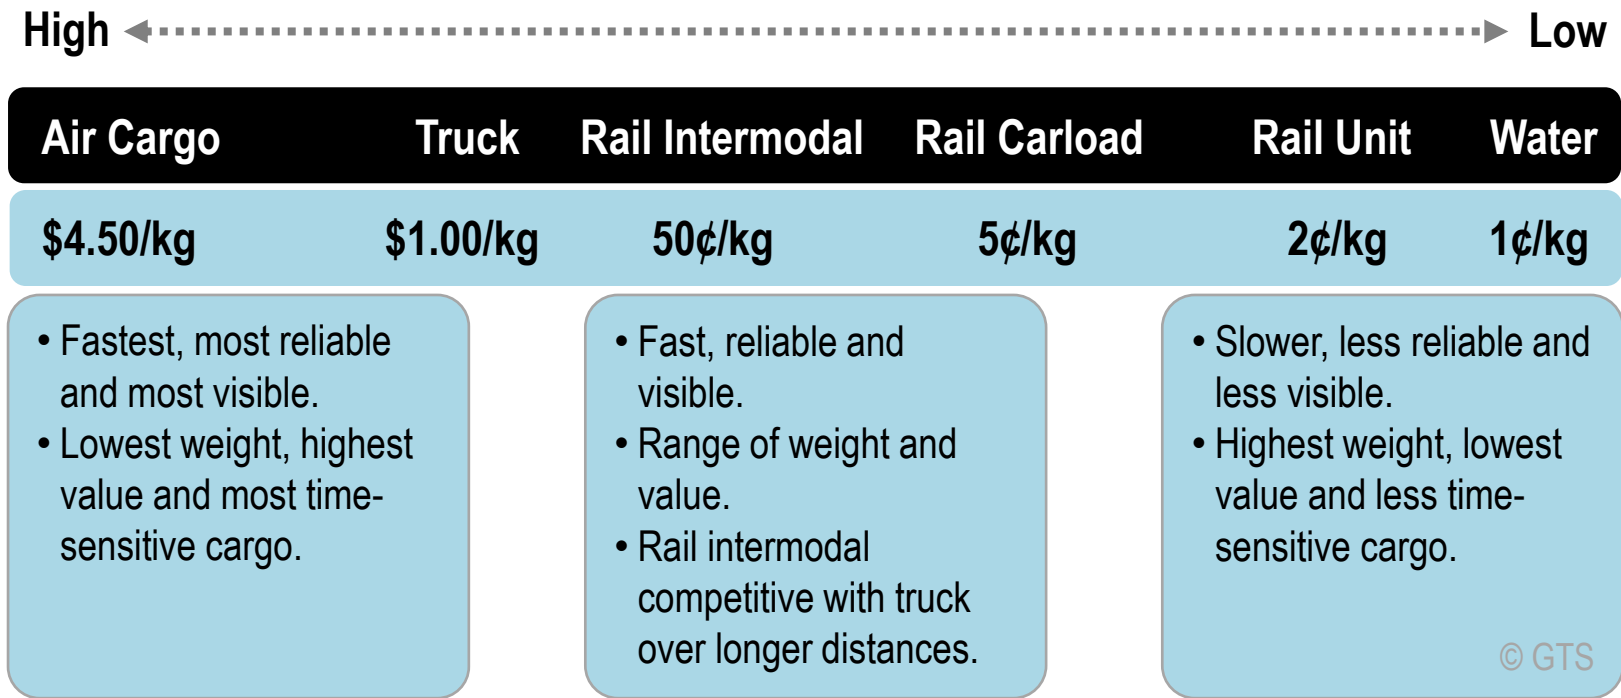 High Low
Air Cargo Truck Rail Intermodal Rail Carload Rail Unit Water
$4.50/kg $1.00/kg 50¢/kg 5¢/kg 2¢/kg 1¢/kg
• Fastest, most reliable
and most visible.
• Lowest weight, highest
value and most time-
sensitive cargo.
• Fast, reliable and
visible.
• Range of weight and
value.
• Rail intermodal
competitive with truck
over longer distances.
• Slower, less reliable and
less visible.
• Highest weight, lowest
value and less time-
sensitive cargo.
© GTS